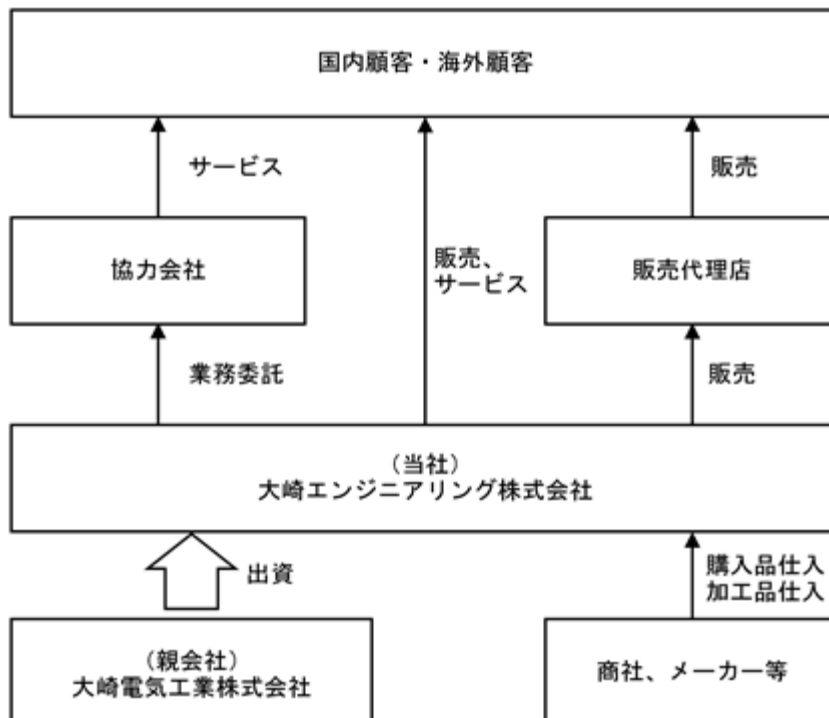 国内顧客・海外顧客
サービス
販売
協力会社
販売、
サービス
販売代理店
業務委託
販売
（当社）
大崎エンジニアリング株式会社
出資
購入品仕入
加工品仕入
（親会社）
大崎電気工業株式会社
商社、メーカー等